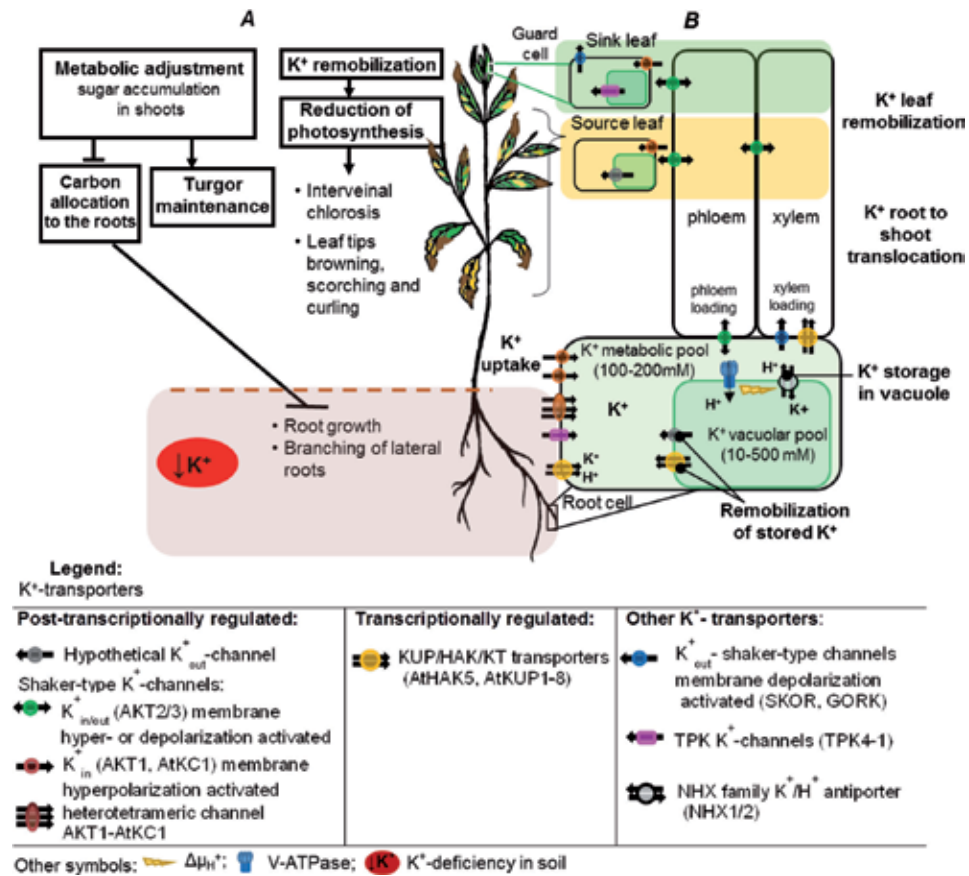 A
Metabolic adjustment
sugar accumulation
in shoots
Carbon
allocation
to the roots
Turgor
maintenance
K⁺ remobilization
Reduction of
photosynthesis
• Interveinal
chlorosis
• Leaf tips
browning,
scorching and
curling
• Root growth
• Branching of lateral
roots
↓K⁺
B
Guard
cell
Sink leaf
Source leaf
K⁺ leaf
remobilization
phloem
xylem
K⁺ root to
shoot
translocation
phloem
loading
xylem
loading
K⁺
uptake
K⁺ metabolic pool
(100-200mM)
K⁺
H⁺
H⁺
K+
K⁺ storage
in vacuole
K⁺ vacuolar pool
(10-500 mM)
K⁺
H⁺
Root cell
Remobilization
of stored K⁺
Legend:
K⁺-transporters
Post-transcriptionally regulated:
Hypothetical K⁺out-channel
Shaker-type K⁺-channels:
K⁺in/out (AKT2/3) membrane
hyper- or depolarization activated
K⁺in (AKT1, AtKC1) membrane
hyperpolarization activated
heterotetrameric channel
AKT1-AtKC1
Transcriptionally regulated:
KUP/HAK/KT transporters
(AtHAK5, AtKUP1-8)
Other K⁺- transporters:
K⁺out- shaker-type channels
membrane depolarization
activated (SKOR, GORK)
TPK K⁺-channels (TPK4-1)
NHX family K⁺/H⁺ antiporter
(NHX1/2)
Other symbols: ΔμH⁺; V-ATPase; ↓K⁺ K⁺-deficiency in soil